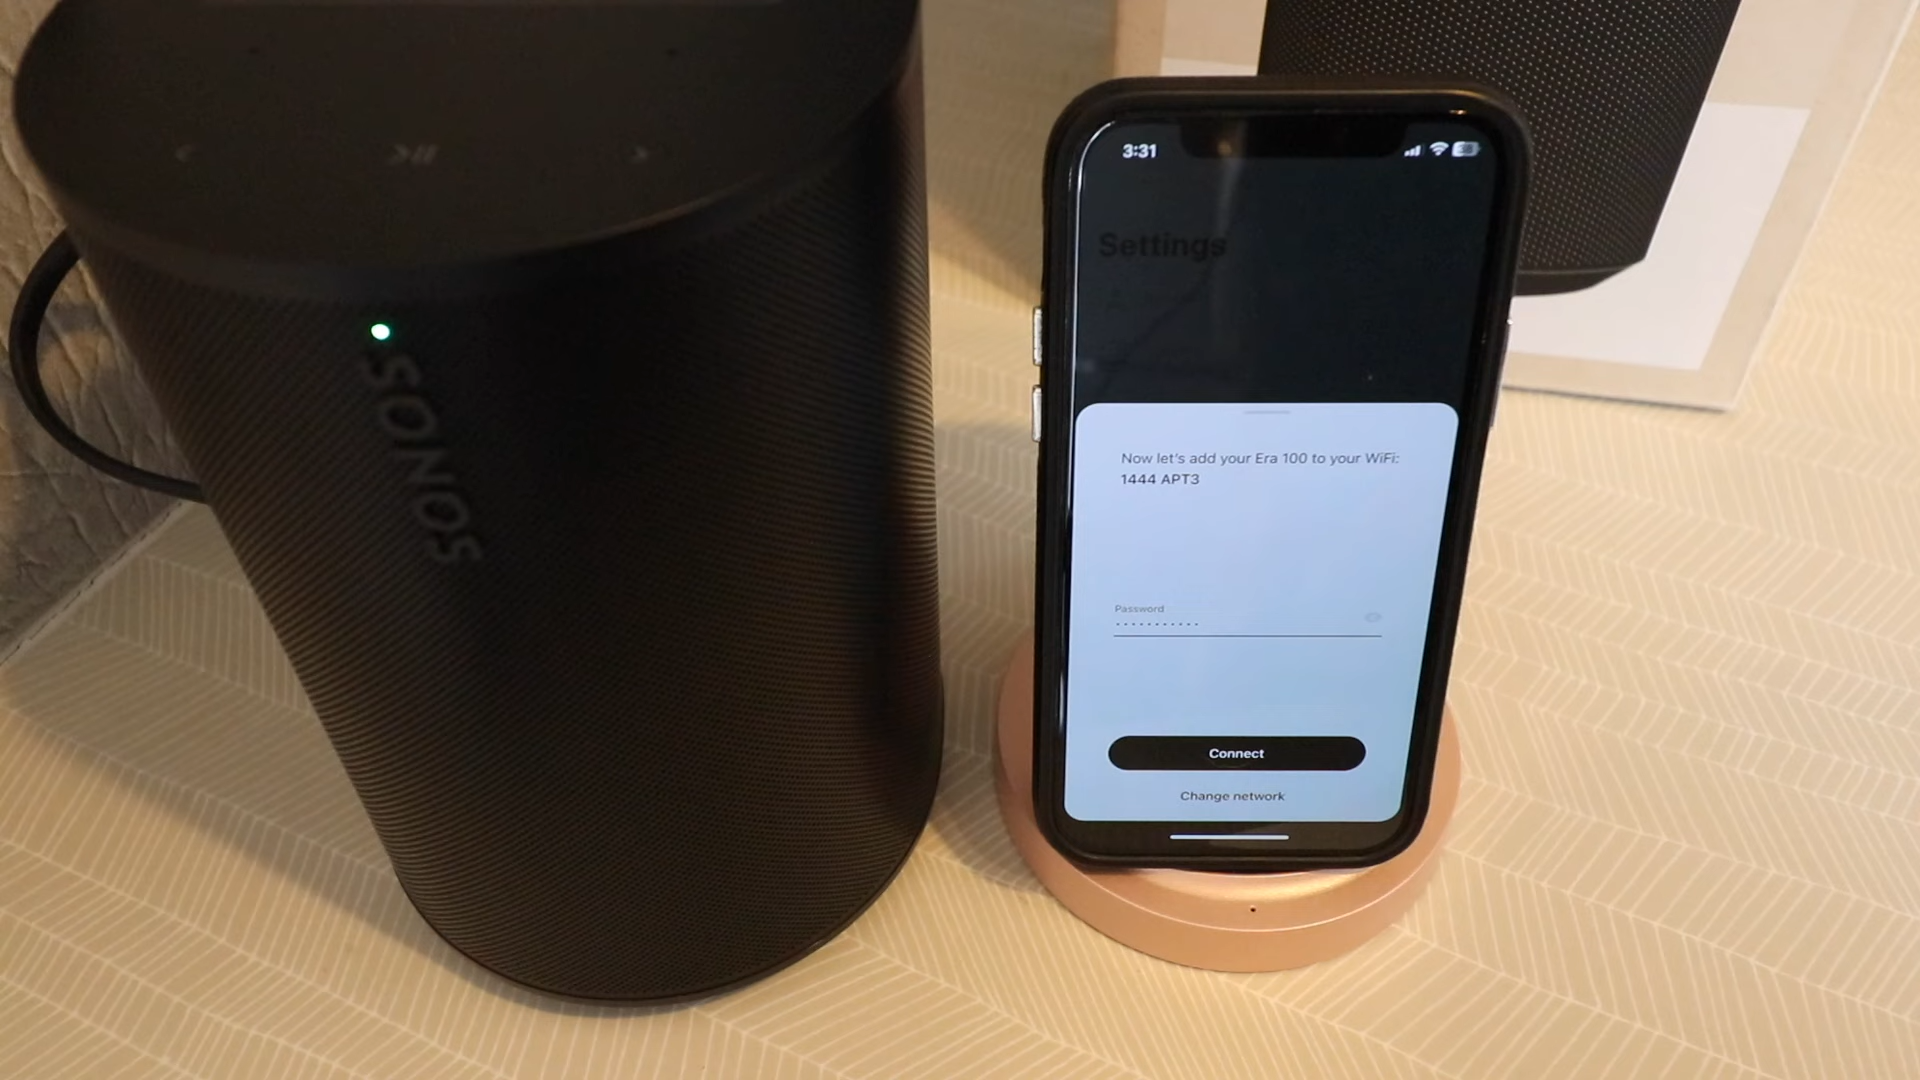 SONOS
3:31
Settings
Now let's add your Era 100 to your WiFi:
1444 APT3
Password
Connect
Change network